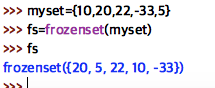 >>> myset={10,20,22,-33,5}
>>> fs=frozenset(myset)
>>> fs
frozenset({20, 5, 22, 10, -33})
>>>